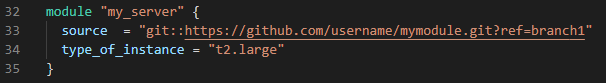 32 module "my_server" {
33 source = "git::https://github.com/username/mymodule.git?ref=branch1"
34 type_of_instance = "t2.large"
35 }